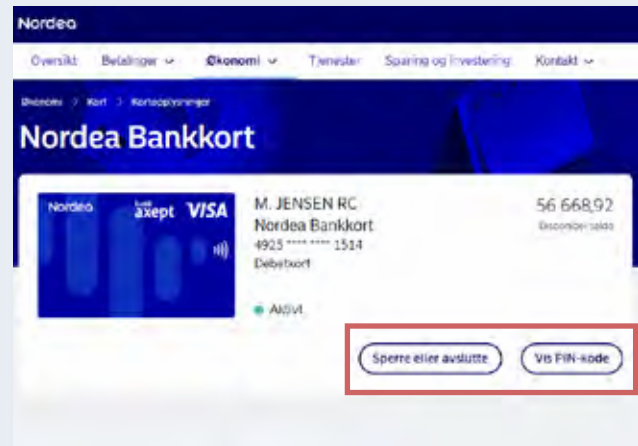 Nordea
Oversikt Betalinger Økonomi Tjenester Sparing og investering Kontakt
Økonomi > Kort > Kortopplysninger
Nordea Bankkort
Nordea axept VISA
M. JENSEN RC
56 668,92
Nordea Bankkort
Disponibel saldo
4925 **** **** 1514
Debetkort
Aktivt
Sperre eller avslutte
Vis PIN-kode